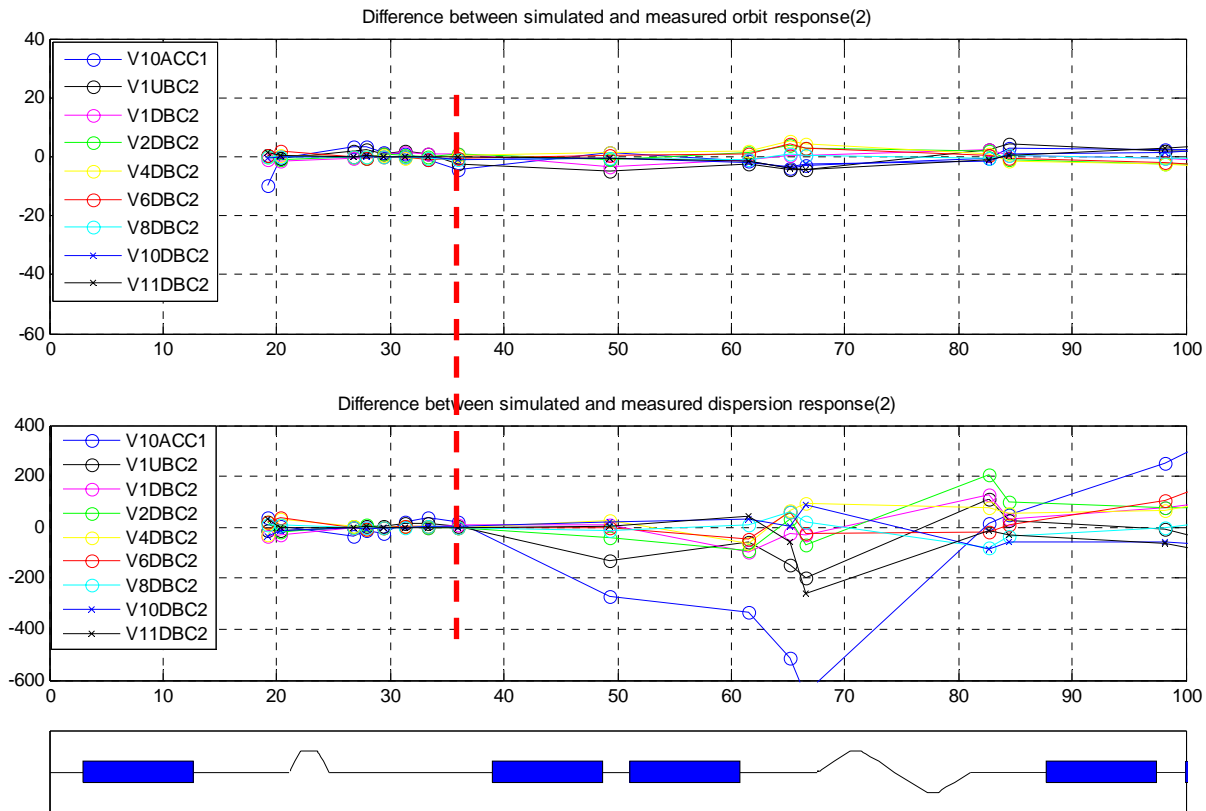 Difference between simulated and measured orbit response(2)
40
20
0
-20
-40
-60
V10ACC1
V1UBC2
V1DBC2
V2DBC2
V4DBC2
V6DBC2
V8DBC2
V10DBC2
V11DBC2
0 10 20 30 40 50 60 70 80 90 100
Difference between simulated and measured dispersion response(2)
400
200
0
-200
-400
-600
V10ACC1
V1UBC2
V1DBC2
V2DBC2
V4DBC2
V6DBC2
V8DBC2
V10DBC2
V11DBC2
0 10 20 30 40 50 60 70 80 90 100